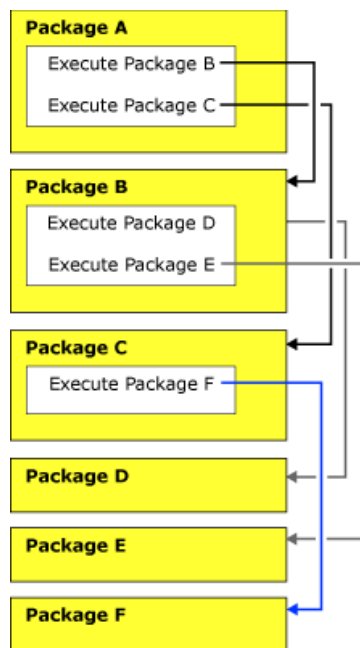 Package A
Execute Package B
Execute Package C
Package B
Execute Package D
Execute Package E
Package C
Execute Package F
Package D
Package E
Package F